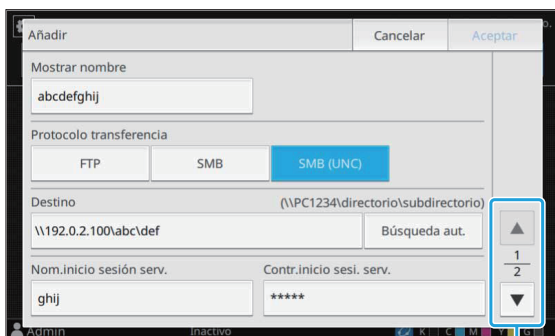 Añadir
Cancelar
Aceptar
Mostrar nombre
abcdefghij
Protocolo transferencia
FTP
SMB
SMB (UNC)
Destino
(\\PC1234\directorio\subdirectorio)
\\192.0.2.100\abc\def
Búsqueda aut.
1
2
Nom.inicio sesión serv.
Contr.inicio sesi. serv.
ghij
*****
Admin
Inactivo
K
C
M
Y
G